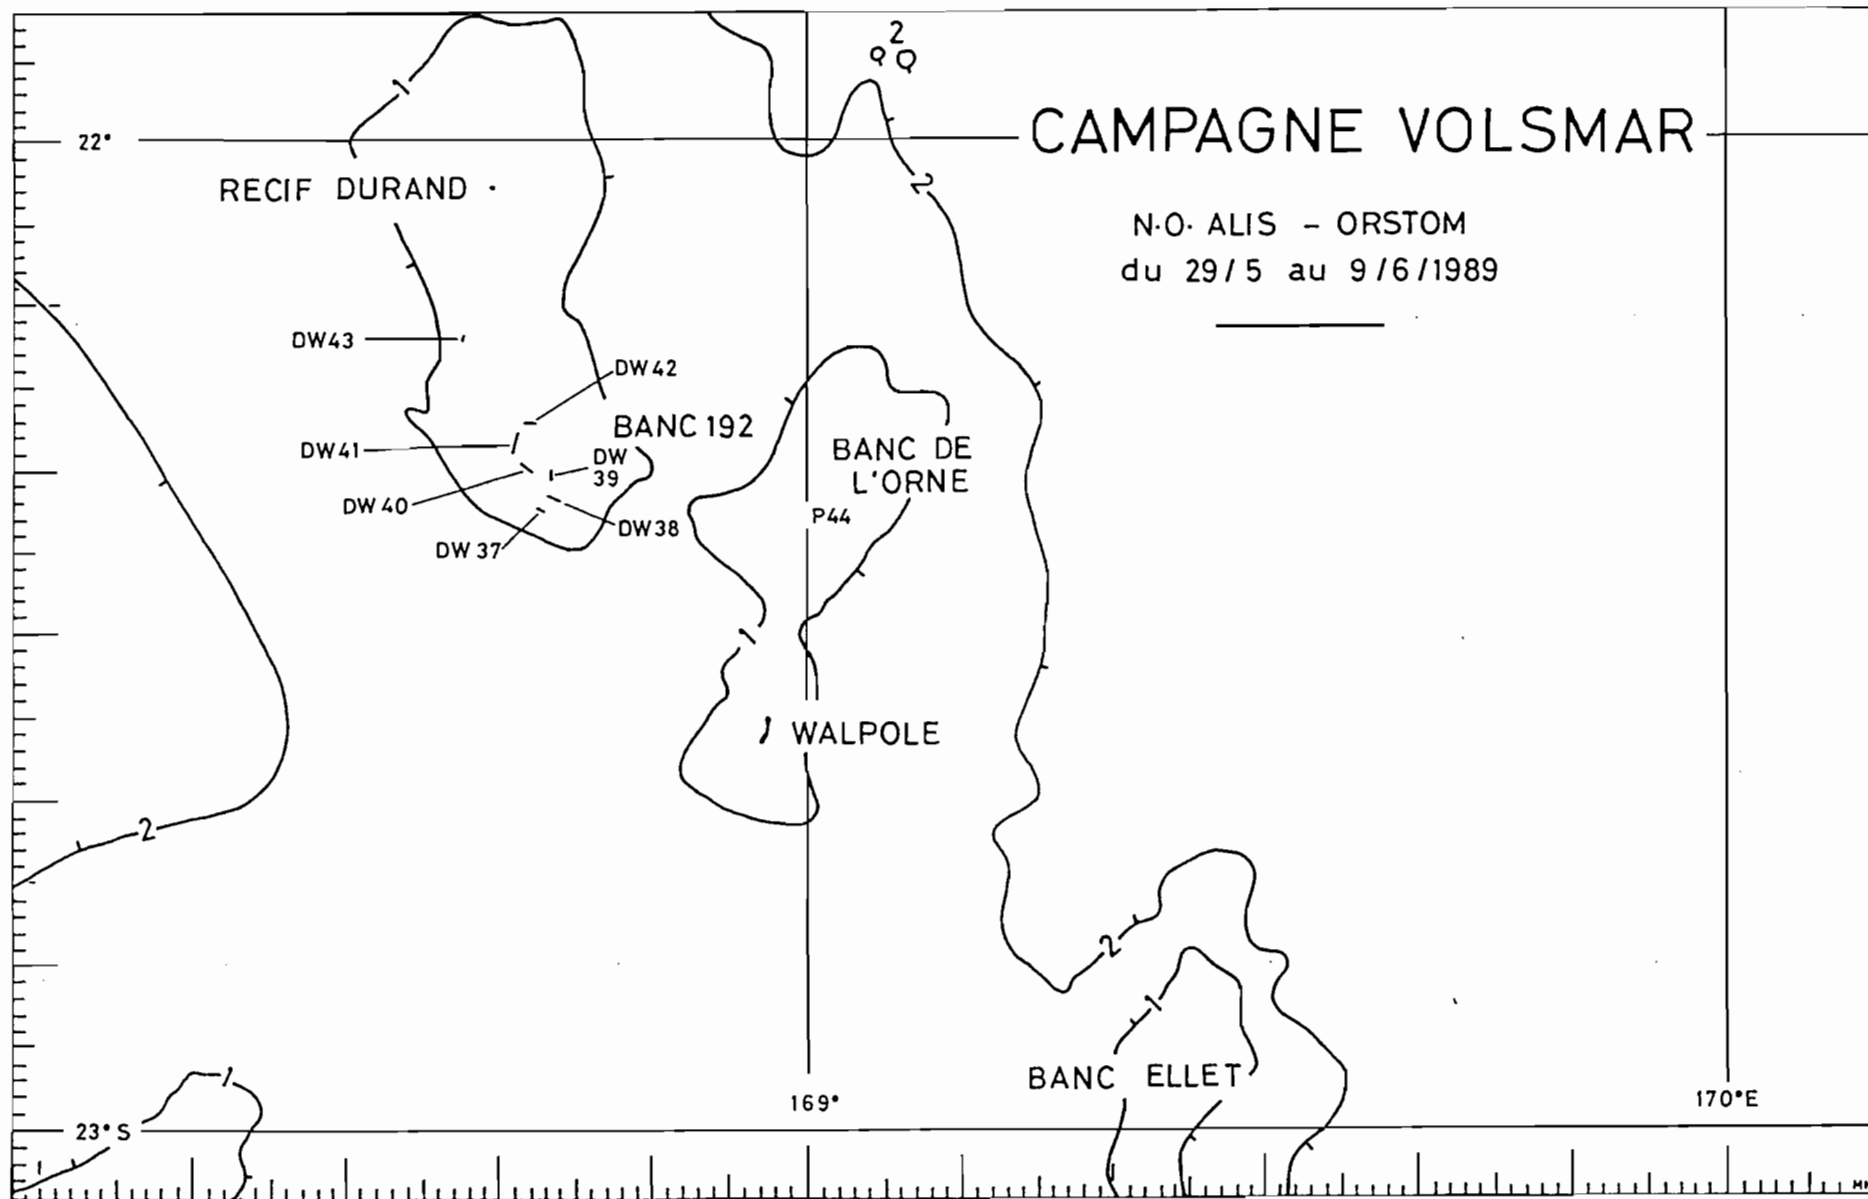 2
1
CAMPAGNE VOLSMAR
22°
2
RECIF DURAND
N.O. ALIS - ORSTOM
du 29/5 au 9/6/1989
DW43
DW42
BANC 192
DW41
BANC DE
L'ORNE
DW
39
DW40
P44
DW38
DW37
1
WALPOLE
2
2
1
BANC ELLET
1
169°
170°E
23°S
1